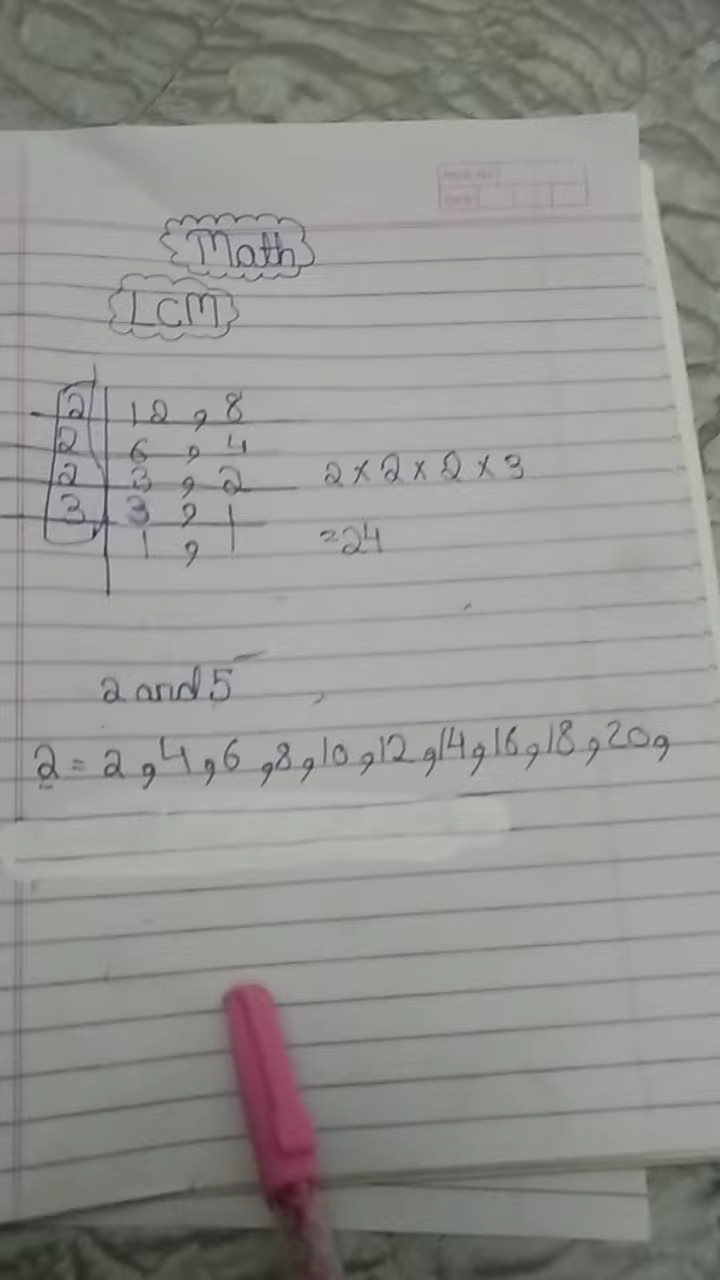 Math
LCM
2 | 12 , 8
2 | 6 , 4
2 | 3 , 2 2 × 2 × 2 × 3
3 | 3 , 1
1 , 1 = 24
2 and 5
2 = 2 , 4 , 6 , 8 , 10 , 12 , 14 , 16 , 18 , 20 ,